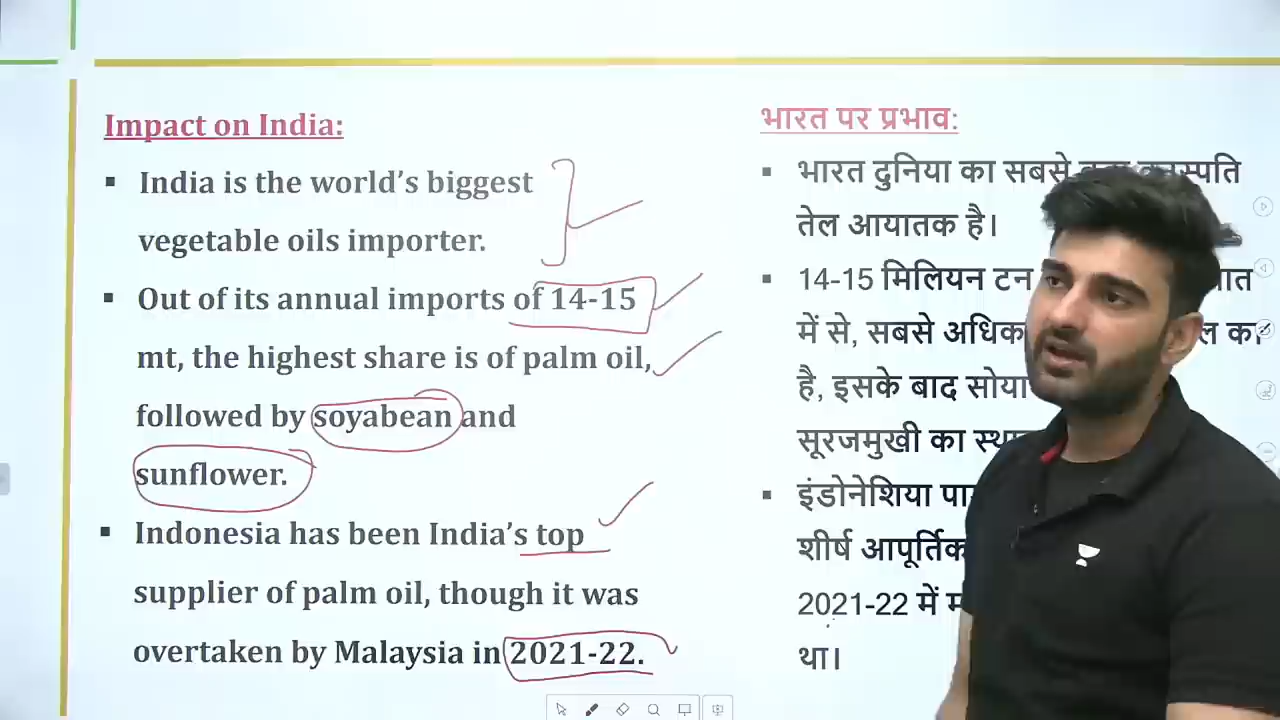 Impact on India:
▪ India is the world's biggest
vegetable oils importer.
▪ Out of its annual imports of 14-15
mt, the highest share is of palm oil,
followed by soyabean and
sunflower.
▪ Indonesia has been India's top
supplier of palm oil, though it was
overtaken by Malaysia in 2021-22.
भारत पर प्रभाव:
▪ भारत दुनिया का सबसे
तेल आयातक है।
▪ 14-15 मिलियन टन
में से, सबसे अधिक
है, इसके बाद
सूरजमुखी का
▪ इंडोनेशिया
शीर्ष
2021-22 में
था।